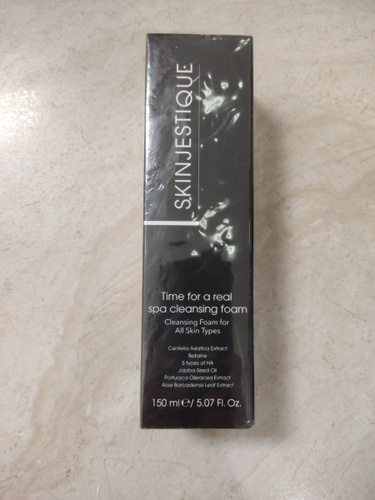 SKINJESTIQUE
Time for a real
spa cleansing foam
Cleansing Foam for
All Skin Types
Centella Asiatica Extract
Betaine
5 types of HA
Jojoba Seed Oil
Portulaca Oleracea Extract
Aloe Barbadensis Leaf Extract
150 ml ℮/ 5.07 Fl. Oz.